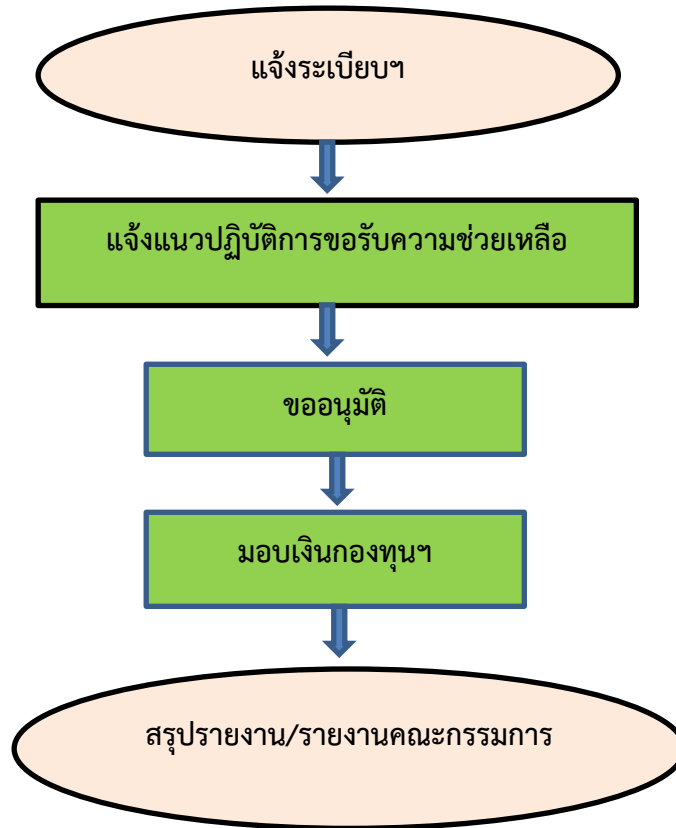 แจ้งระเบียบฯ
แจ้งแนวปฏิบัติการขอรับความช่วยเหลือ
ขออนุมัติ
มอบเงินกองทุนฯ
สรุปรายงาน/รายงานคณะกรรมการ